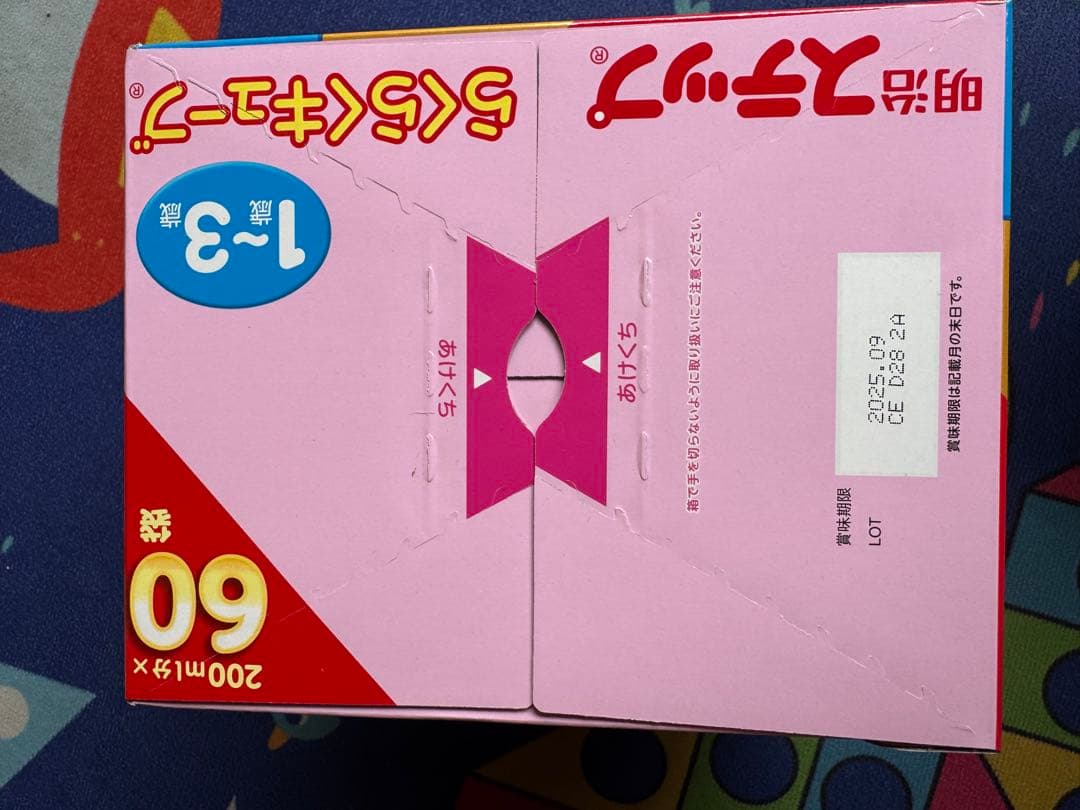 明治ステップ®
らくらくキューブ®
1歳~3歳
あけくち
あけくち
箱で手を切らないように取り扱いにご注意ください。
賞味期限
LOT
2025.09
CE D28 2A
賞味期限は記載月の末日です。
200ml分×60袋